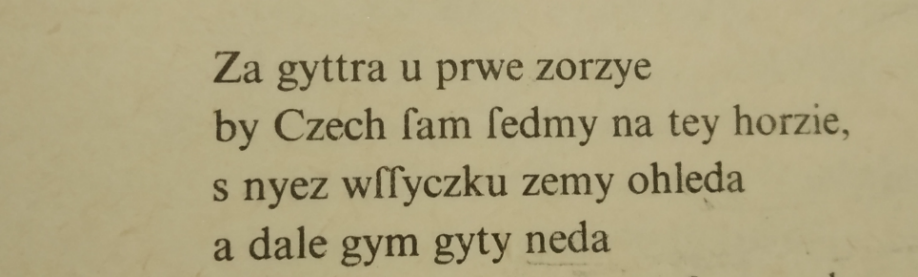 Za gyttra u prwe zorzye
by Czech ſam ſedmy na tey horzie,
s nyez wſſyczku zemy ohleda
a dale gym gyty neda